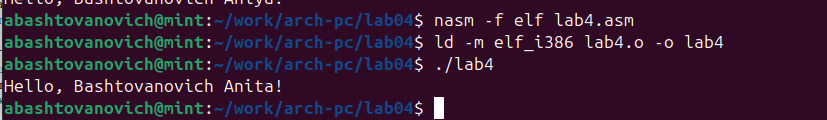 Hello, Bashtovanovich Anitya!
abashtovanovich@mint:~/work/arch-pc/lab04$ nasm -f elf lab4.asm
abashtovanovich@mint:~/work/arch-pc/lab04$ ld -m elf_i386 lab4.o -o lab4
abashtovanovich@mint:~/work/arch-pc/lab04$ ./lab4
Hello, Bashtovanovich Anita!
abashtovanovich@mint:~/work/arch-pc/lab04$